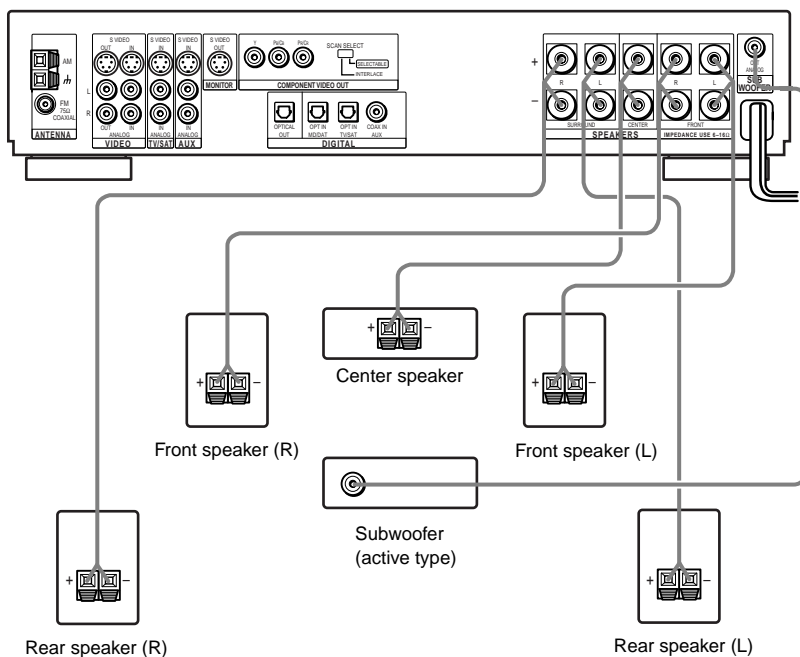 S VIDEO S VIDEO S VIDEO S VIDEO
OUT IN IN IN OUT
AM
FM
75Ω
COAXIAL
ANTENNA
L
R
OUT IN IN IN
ANALOG ANALOG ANALOG
VIDEO TV/SAT AUX
MONITOR
Y PB/CB PR/CR
SCAN SELECT
SELECTABLE
INTERLACE
COMPONENT VIDEO OUT
OPTICAL OUT
OPT IN MD/DAT
OPT IN TV/SAT
COAX IN AUX
DIGITAL
+
–
R L R L
SURROUND CENTER FRONT
SPEAKERS IMPEDANCE USE 6–16Ω
OUT
ANALOG
SUB
WOOFER
+ –
Center speaker
+ –
Front speaker (R)
+ –
Front speaker (L)
Subwoofer
(active type)
+ –
Rear speaker (R)
+ –
Rear speaker (L)